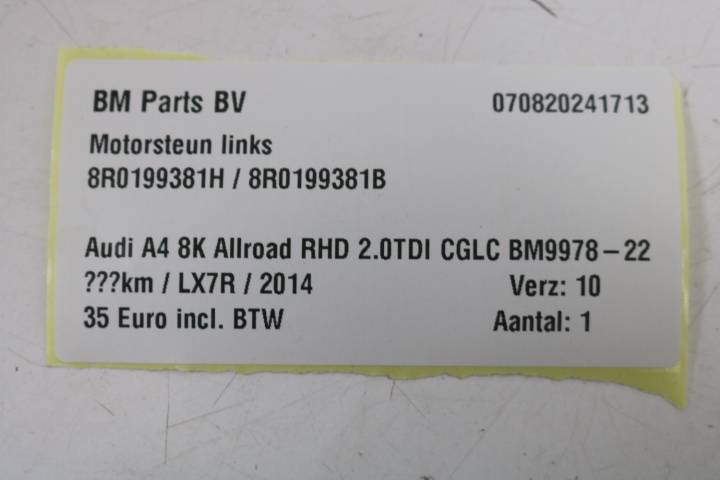 BM Parts BV 070820241713
Motorsteun links
8R0199381H / 8R0199381B
Audi A4 8K Allroad RHD 2.0TDI CGLC BM9978-22
???km / LX7R / 2014 Verz: 10
35 Euro incl. BTW Aantal: 1